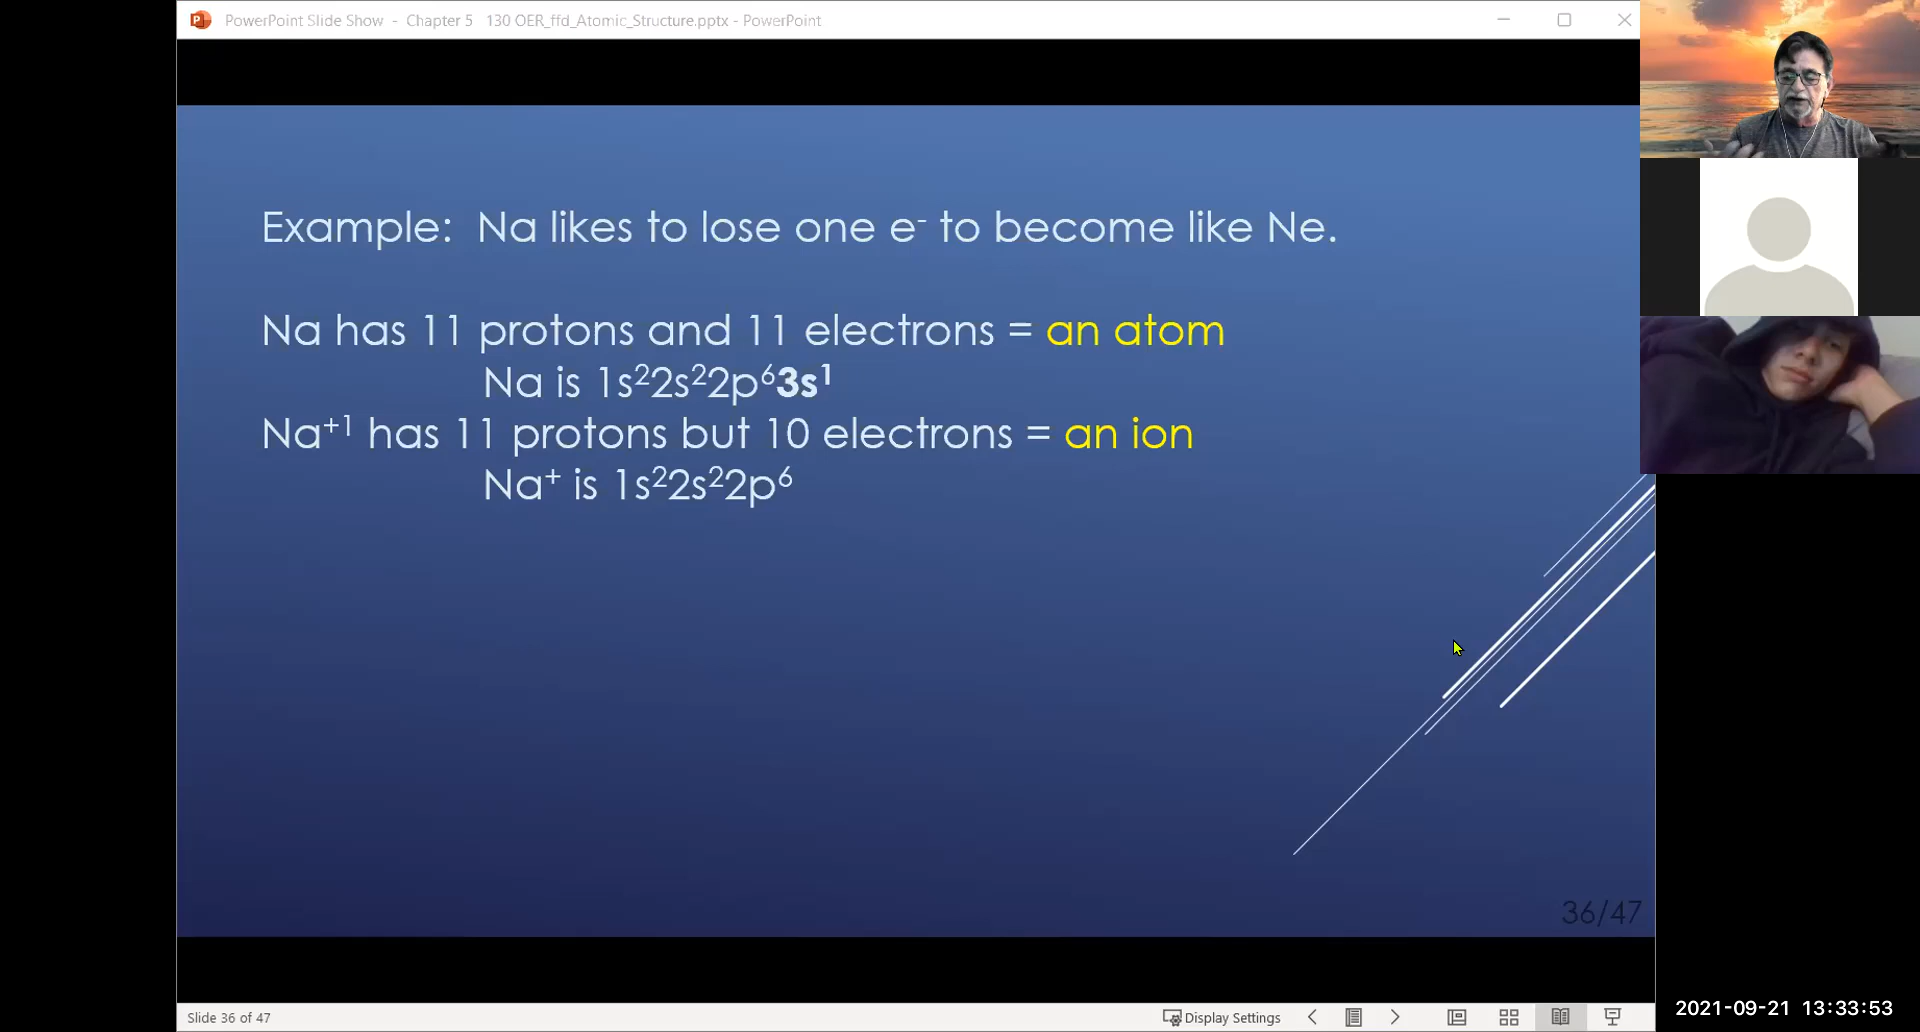 PowerPoint Slide Show - Chapter 5 130 OER_ffd_Atomic_Structure.pptx - PowerPoint
Example: Na likes to lose one e⁻ to become like Ne.
Na has 11 protons and 11 electrons = an atom
Na is 1s²2s²2p⁶3s¹
Na⁺¹ has 11 protons but 10 electrons = an ion
Na⁺ is 1s²2s²2p⁶
36/47
Slide 36 of 47
Display Settings
2021-09-21 13:33:53